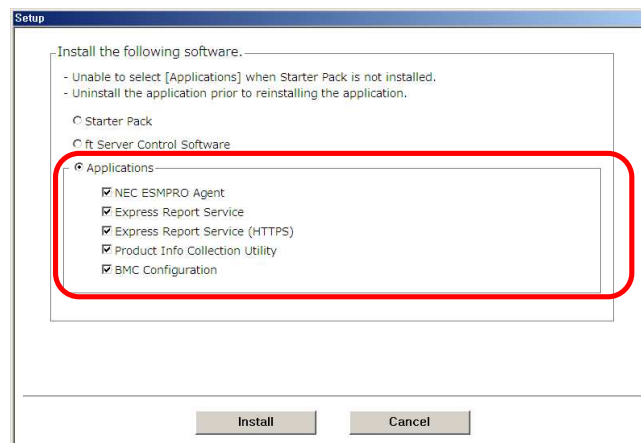 Setup
Install the following software.
- Unable to select [Applications] when Starter Pack is not installed.
- Uninstall the application prior to reinstalling the application.
Starter Pack
ft Server Control Software
Applications
NEC ESMPRO Agent
Express Report Service
Express Report Service (HTTPS)
Product Info Collection Utility
BMC Configuration
Install Cancel